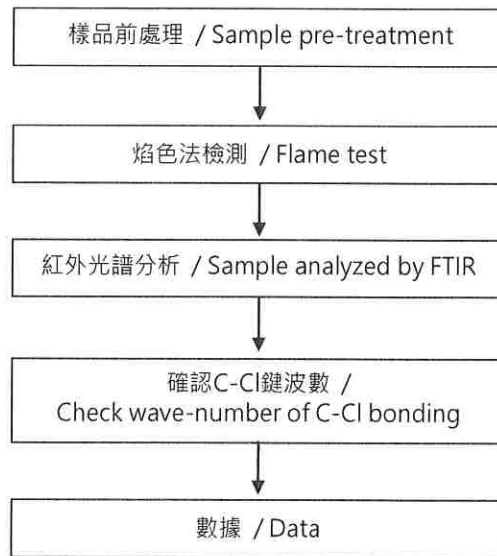 樣品前處理 / Sample pre-treatment
焰色法檢測 / Flame test
紅外光譜分析 / Sample analyzed by FTIR
確認C-Cl鍵波數 /
Check wave-number of C-Cl bonding
數據 / Data